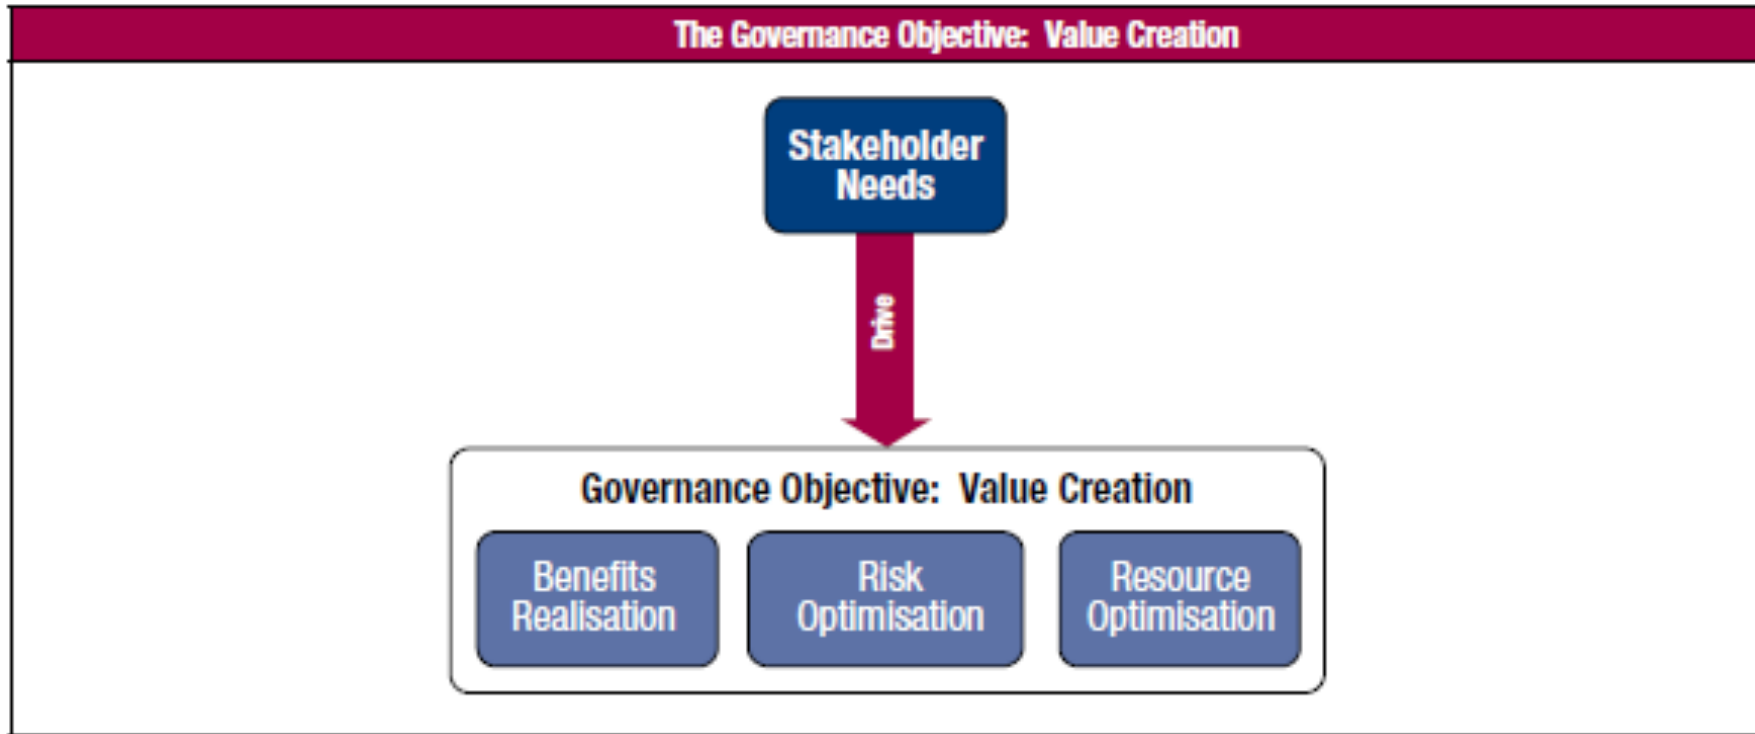 The Governance Objective: Value Creation
Stakeholder
Needs
Drive
Governance Objective: Value Creation
Benefits
Realisation
Risk
Optimisation
Resource
Optimisation